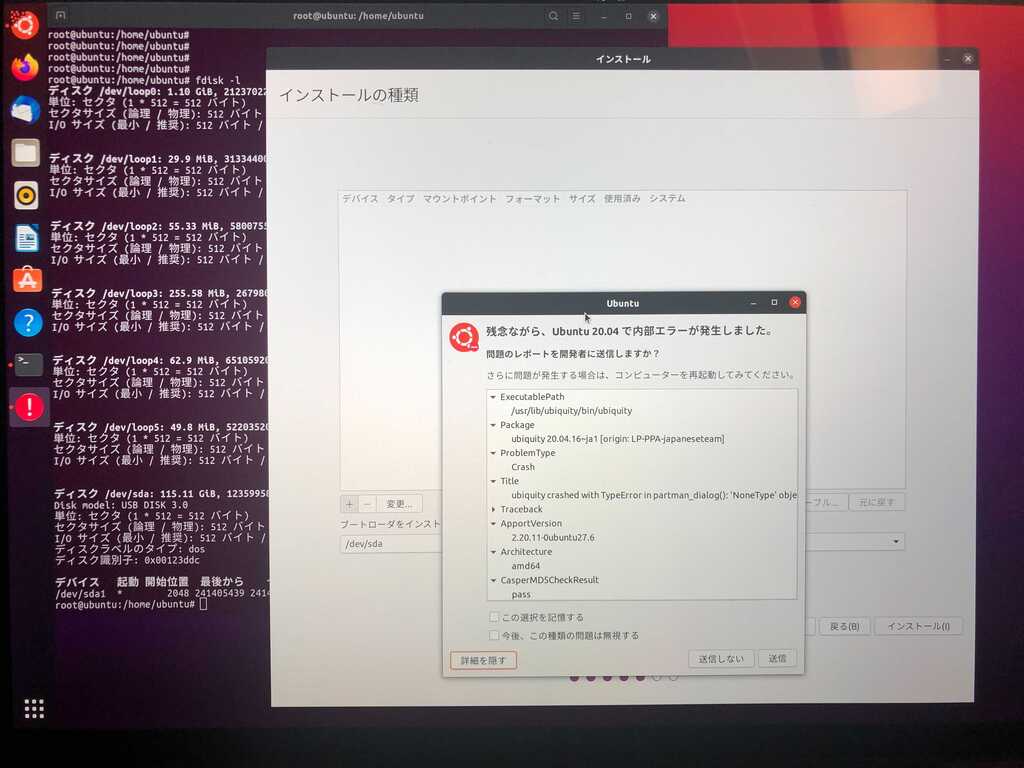 root@ubuntu: /home/ubuntu
root@ubuntu:/home/ubuntu#
root@ubuntu:/home/ubuntu#
root@ubuntu:/home/ubuntu#
root@ubuntu:/home/ubuntu#
root@ubuntu:/home/ubuntu# fdisk -l
ディスク /dev/loop0: 1.10 GiB, 21237022
単位: セクタ (1 * 512 = 512 バイト)
セクタサイズ (論理 / 物理): 512 バイト
I/O サイズ (最小 / 推奨): 512 バイト /
ディスク /dev/loop1: 29.9 MiB, 31334400
単位: セクタ (1 * 512 = 512 バイト)
セクタサイズ (論理 / 物理): 512 バイト
I/O サイズ (最小 / 推奨): 512 バイト /
ディスク /dev/loop2: 55.33 MiB, 5800755
単位: セクタ (1 * 512 = 512 バイト)
セクタサイズ (論理 / 物理): 512 バイト
I/O サイズ (最小 / 推奨): 512 バイト /
ディスク /dev/loop3: 255.58 MiB, 267980
単位: セクタ (1 * 512 = 512 バイト)
セクタサイズ (論理 / 物理): 512 バイト
I/O サイズ (最小 / 推奨): 512 バイト /
ディスク /dev/loop4: 62.9 MiB, 65105920
単位: セクタ (1 * 512 = 512 バイト)
セクタサイズ (論理 / 物理): 512 バイト
I/O サイズ (最小 / 推奨): 512 バイト /
ディスク /dev/loop5: 49.8 MiB, 52203520
単位: セクタ (1 * 512 = 512 バイト)
セクタサイズ (論理 / 物理): 512 バイト
I/O サイズ (最小 / 推奨): 512 バイト /
ディスク /dev/sda: 115.11 GiB, 12359958
Disk model: USB DISK 3.0
単位: セクタ (1 * 512 = 512 バイト)
セクタサイズ (論理 / 物理): 512 バイト
I/O サイズ (最小 / 推奨): 512 バイト /
ディスクラベルのタイプ: dos
ディスク識別子: 0x00123ddc
デバイス 起動 開始位置 最後から
/dev/sda1 * 2048 241405439 2414
root@ubuntu:/home/ubuntu#
インストール
インストールの種類
デバイス タイプ マウントポイント フォーマット サイズ 使用済み システム
+ − 変更...
ーブル... 元に戻す
ブートローダをインスト
/dev/sda
戻る(B) インストール(I)
Ubuntu
残念ながら、Ubuntu 20.04 で内部エラーが発生しました。
問題のレポートを開発者に送信しますか？
さらに問題が発生する場合は、コンピューターを再起動してみてください。
ExecutablePath
/usr/lib/ubiquity/bin/ubiquity
Package
ubiquity 20.04.16~ja1 [origin: LP-PPA-japaneseteam]
ProblemType
Crash
Title
ubiquity crashed with TypeError in partman_dialog(): 'NoneType' obje
Traceback
ApportVersion
2.20.11-0ubuntu27.6
Architecture
amd64
CasperMD5CheckResult
pass
この選択を記憶する
今後、この種類の問題は無視する
詳細を隠す 送信しない 送信